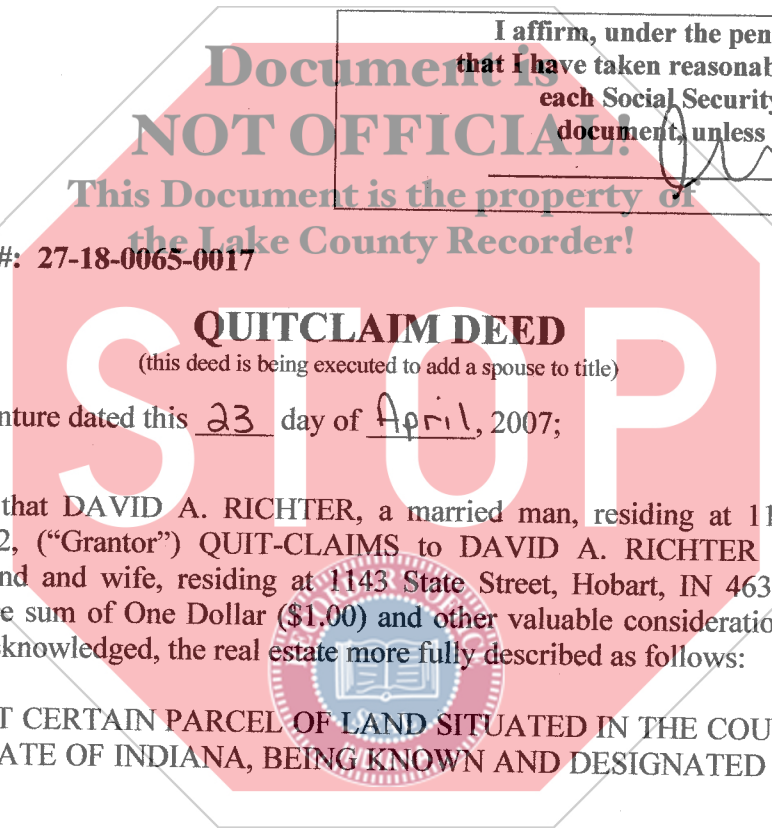 I affirm, under the pen
that I have taken reasonab
each Social Security
document, unless
Document is
NOT OFFICIAL!
This Document is the property of
the Lake County Recorder!
#: 27-18-0065-0017
STOP
QUITCLAIM DEED
(this deed is being executed to add a spouse to title)
nture dated this 23 day of April, 2007;
that DAVID A. RICHTER, a married man, residing at 11
2, ("Grantor") QUIT-CLAIMS to DAVID A. RICHTER
nd and wife, residing at 1143 State Street, Hobart, IN 463
e sum of One Dollar ($1.00) and other valuable consideratio
knowledged, the real estate more fully described as follows:
T CERTAIN PARCEL OF LAND SITUATED IN THE COU
ATE OF INDIANA, BEING KNOWN AND DESIGNATED